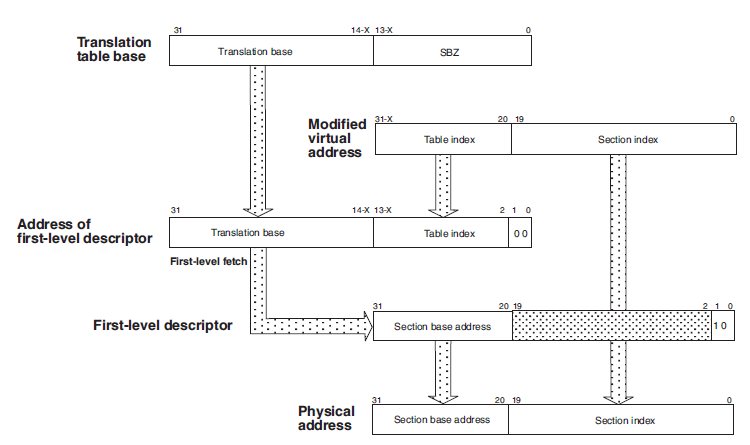 31 14-X 13-X 0
Translation
table base
Translation base SBZ
31-X 20 19 0
Modified
virtual
address
Table index Section index
31 14-X 13-X 2 1 0
Address of
first-level descriptor
Translation base Table index 0 0
First-level fetch
31 20 19 2 1 0
First-level descriptor
Section base address 1 0
31 20 19 0
Physical
address
Section base address Section index